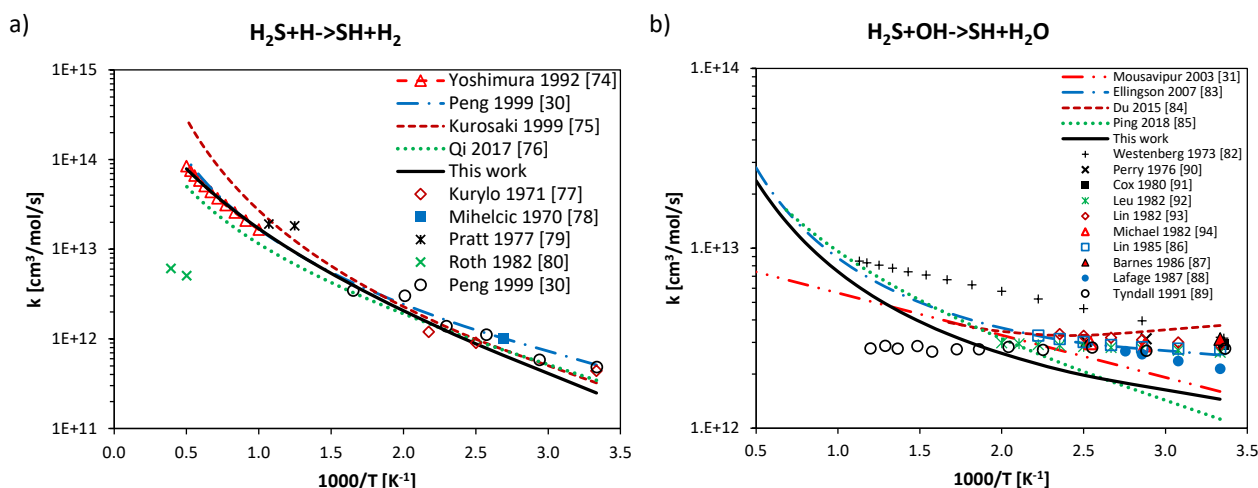 a)
H₂S+H->SH+H₂
1E+15
1E+14
1E+13
1E+12
1E+11
k [cm³/mol/s]
0.0 0.5 1.0 1.5 2.0 2.5 3.0 3.5
1000/T [K⁻¹]
Yoshimura 1992 [74]
Peng 1999 [30]
Kurosaki 1999 [75]
Qi 2017 [76]
This work
Kurylo 1971 [77]
Mihelcic 1970 [78]
Pratt 1977 [79]
Roth 1982 [80]
Peng 1999 [30]
b)
H₂S+OH->SH+H₂O
1.E+14
1.E+13
1.E+12
k [cm³/mol/s]
0.5 1.0 1.5 2.0 2.5 3.0 3.5
1000/T [K⁻¹]
Mousavipur 2003 [31]
Ellingson 2007 [83]
Du 2015 [84]
Ping 2018 [85]
This work
Westenberg 1973 [82]
Perry 1976 [90]
Cox 1980 [91]
Leu 1982 [92]
Lin 1982 [93]
Michael 1982 [94]
Lin 1985 [86]
Barnes 1986 [87]
Lafage 1987 [88]
Tyndall 1991 [89]